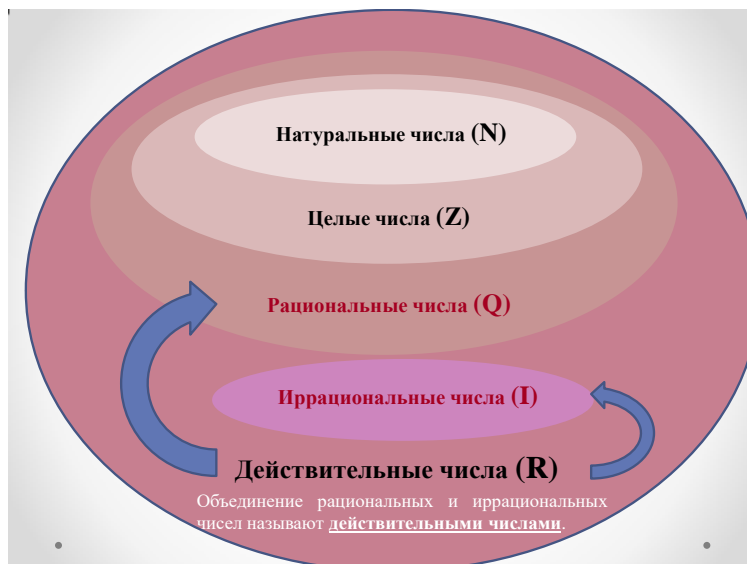 Натуральные числа (N)
Целые числа (Z)
Рациональные числа (Q)
Иррациональные числа (I)
Действительные числа (R)
Объединение рациональных и иррациональных
чисел называют действительными числами.